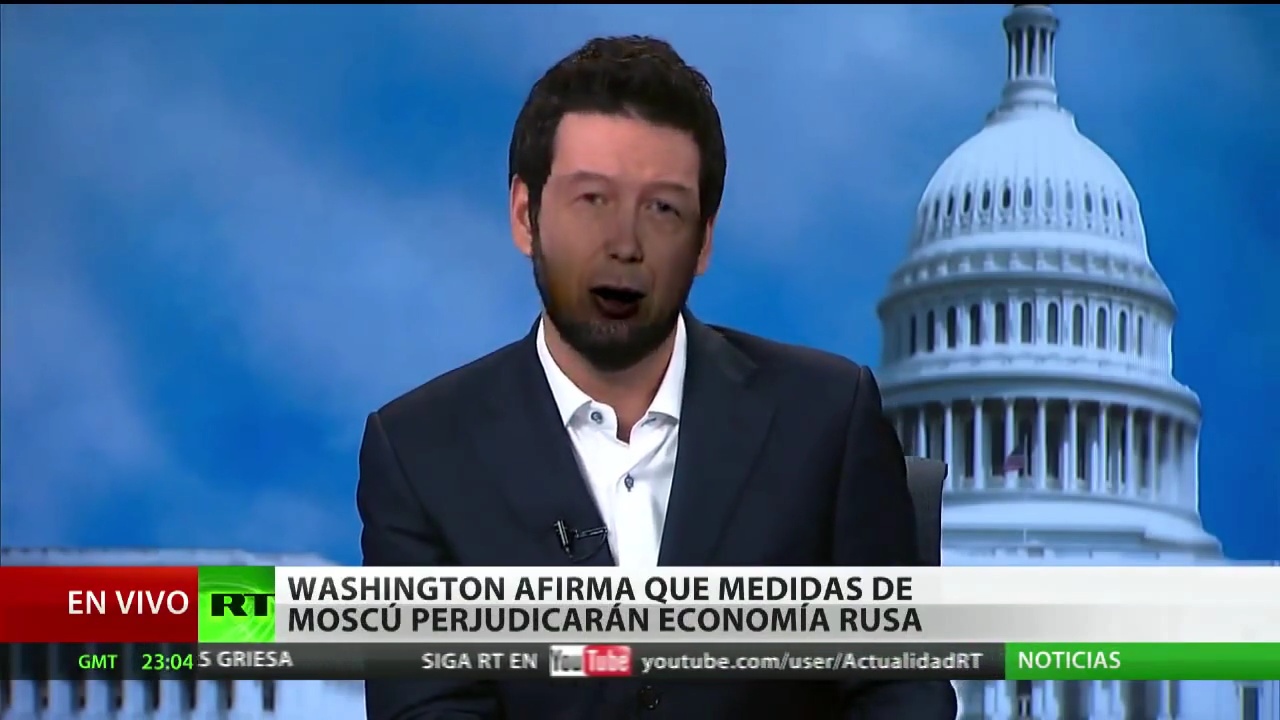 EN VIVO
RT
WASHINGTON AFIRMA QUE MEDIDAS DE
MOSCÚ PERJUDICARÁN ECONOMÍA RUSA
GMT 23:04
S GRIESA
SIGA RT EN YouTube youtube.com/user/ActualidadRT
NOTICIAS